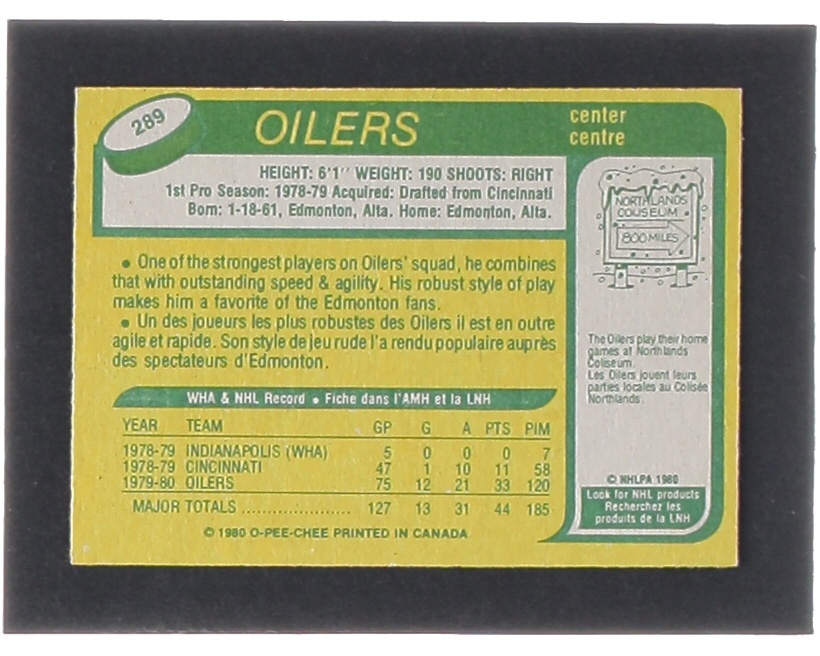 289
OILERS
center
centre
HEIGHT: 6'1'' WEIGHT: 190 SHOOTS: RIGHT
1st Pro Season: 1978-79 Acquired: Drafted from Cincinnati
Born: 1-18-61, Edmonton, Alta. Home: Edmonton, Alta.
• One of the strongest players on Oilers' squad, he combines
that with outstanding speed & agility. His robust style of play
makes him a favorite of the Edmonton fans.
• Un des joueurs les plus robustes des Oilers il est en outre
agile et rapide. Son style de jeu rude l'a rendu populaire auprès
des spectateurs d'Edmonton.
WHA & NHL Record • Fiche dans l'AMH et la LNH
YEAR TEAM GP G A PTS PIM
1978-79 INDIANAPOLIS (WHA) 5 0 0 0 7
1978-79 CINCINNATI 47 1 10 11 58
1979-80 OILERS 75 12 21 33 120
MAJOR TOTALS ..................... 127 13 31 44 185
© 1980 O-PEE-CHEE PRINTED IN CANADA
NORTHLANDS
COLISEUM
800 MILES
The Oilers play their home
games at Northlands
Coliseum.
Les Oilers jouent leurs
parties locales au Colisée
Northlands.
© NHLPA 1980
Look for NHL products
Recherchez les
produits de la LNH